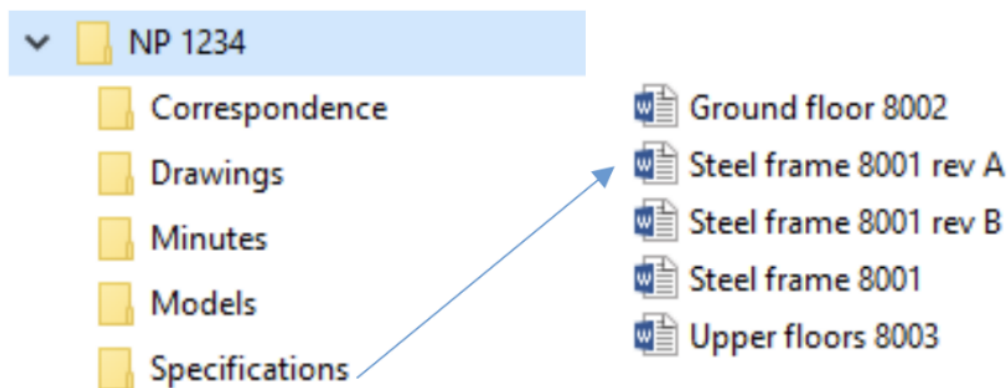 NP 1234
Correspondence
Drawings
Minutes
Models
Specifications
Ground floor 8002
Steel frame 8001 rev A
Steel frame 8001 rev B
Steel frame 8001
Upper floors 8003